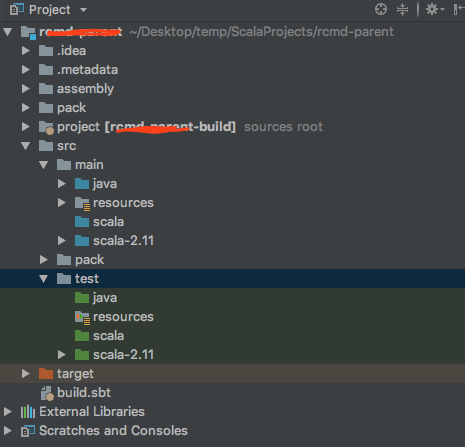 Project
rcmd-parent ~/Desktop/temp/ScalaProjects/rcmd-parent
.idea
.metadata
assembly
pack
project [rcmd-parent-build] sources root
src
main
java
resources
scala
scala-2.11
pack
test
java
resources
scala
scala-2.11
target
build.sbt
External Libraries
Scratches and Consoles